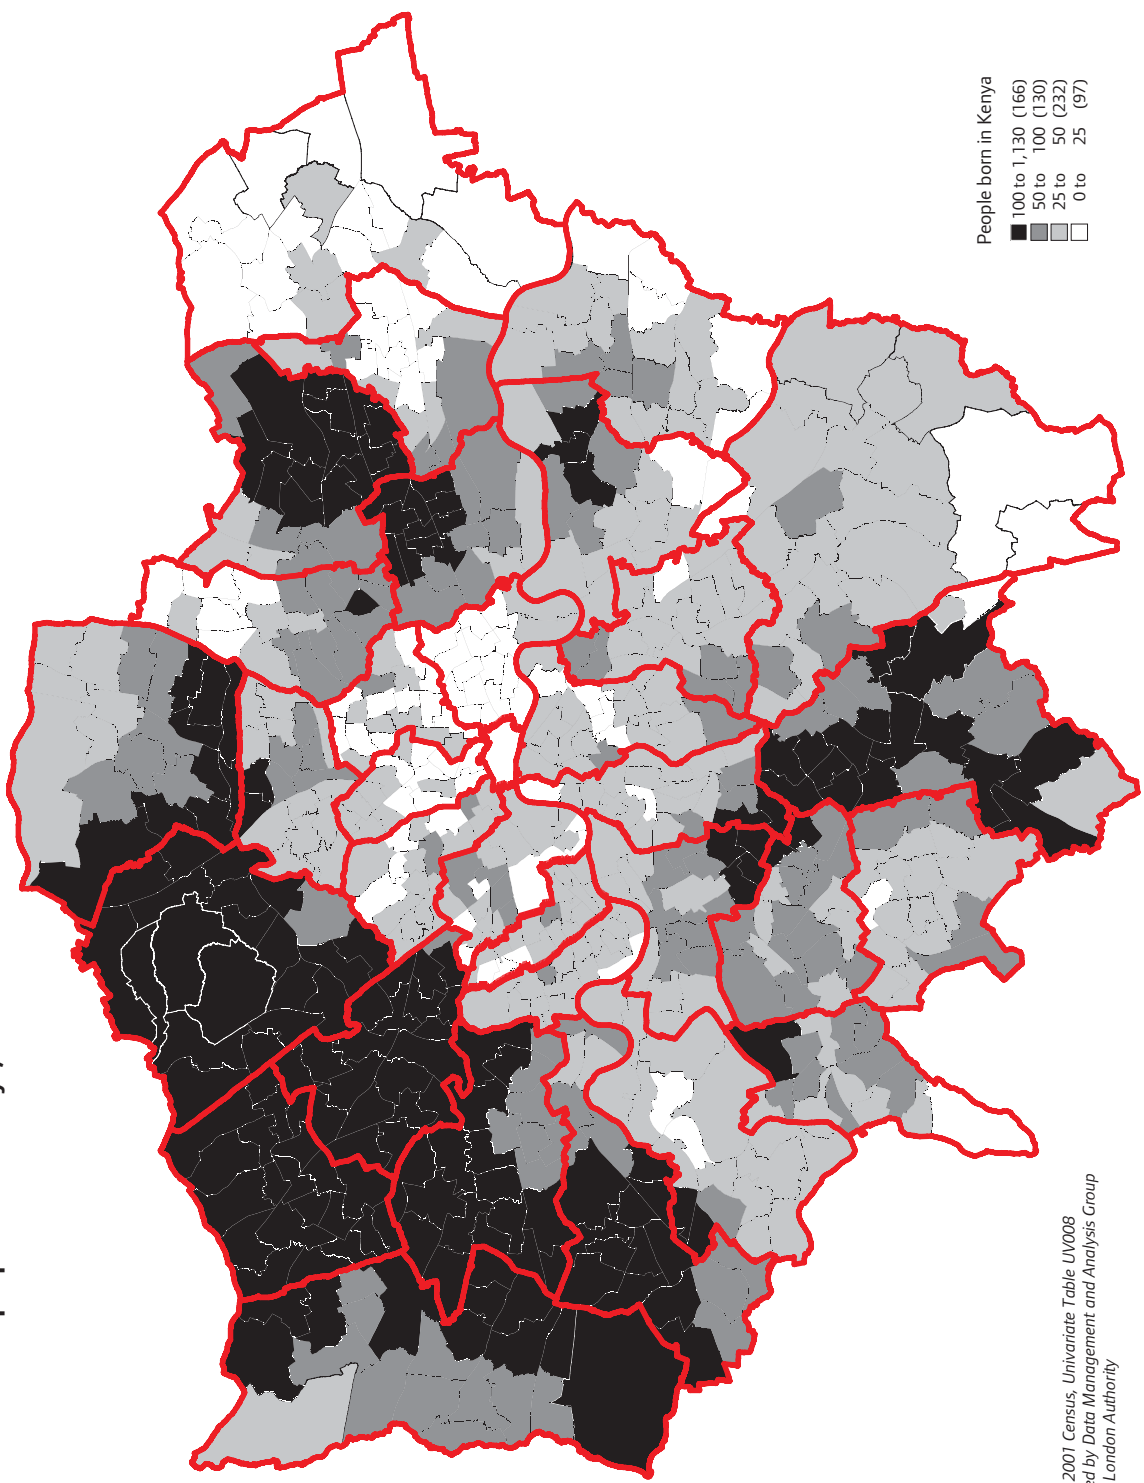 People born in Kenya
100 to 1,130 (166)
50 to 100 (130)
25 to 50 (232)
0 to 25 (97)
2001 Census, Univariate Table UV008
ed by Data Management and Analysis Group
London Authority